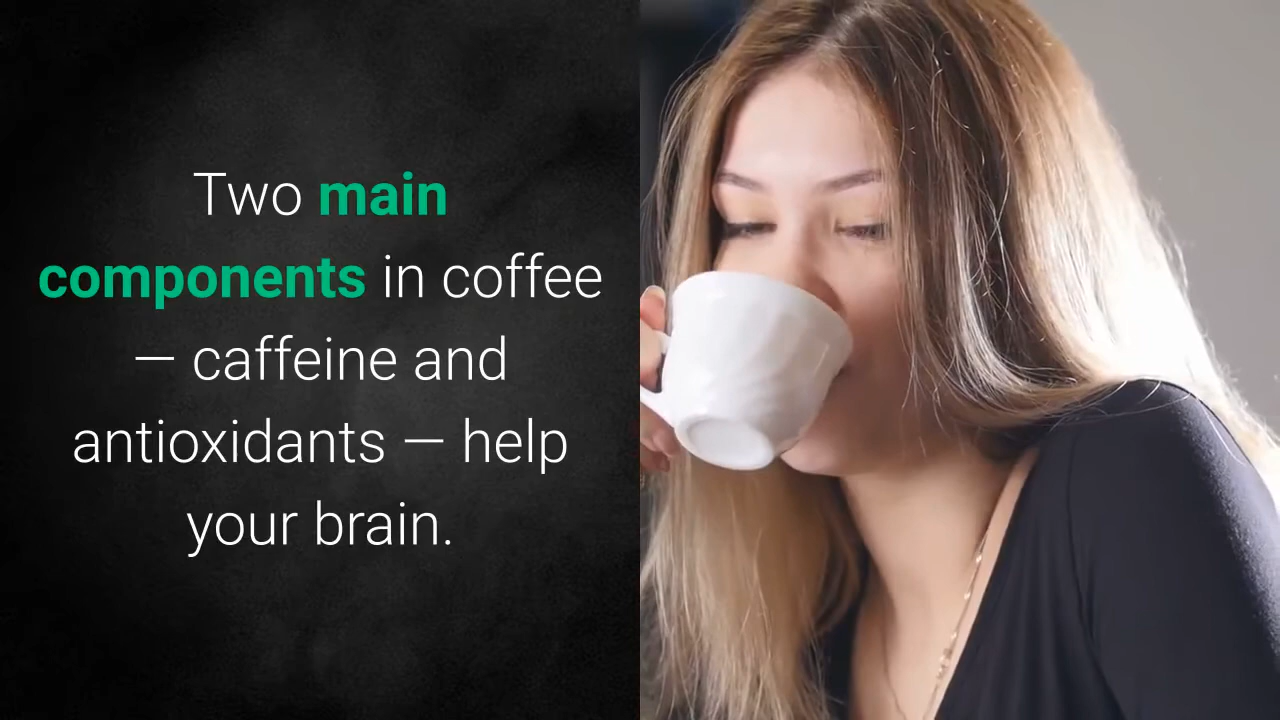 Two main
components in coffee
— caffeine and
antioxidants — help
your brain.